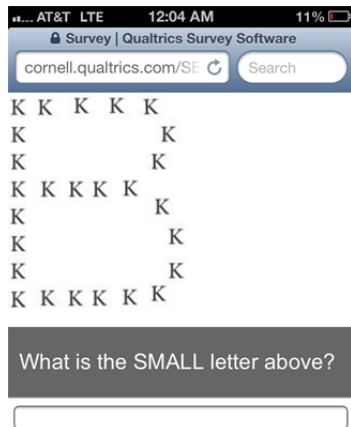 ... AT&T LTE 12:04 AM 11%
Survey | Qualtrics Survey Software
cornell.qualtrics.com/SE Search
K K K K K
K K
K K
K K K K K
K K
K K
K K
K K K K K K
What is the SMALL letter above?